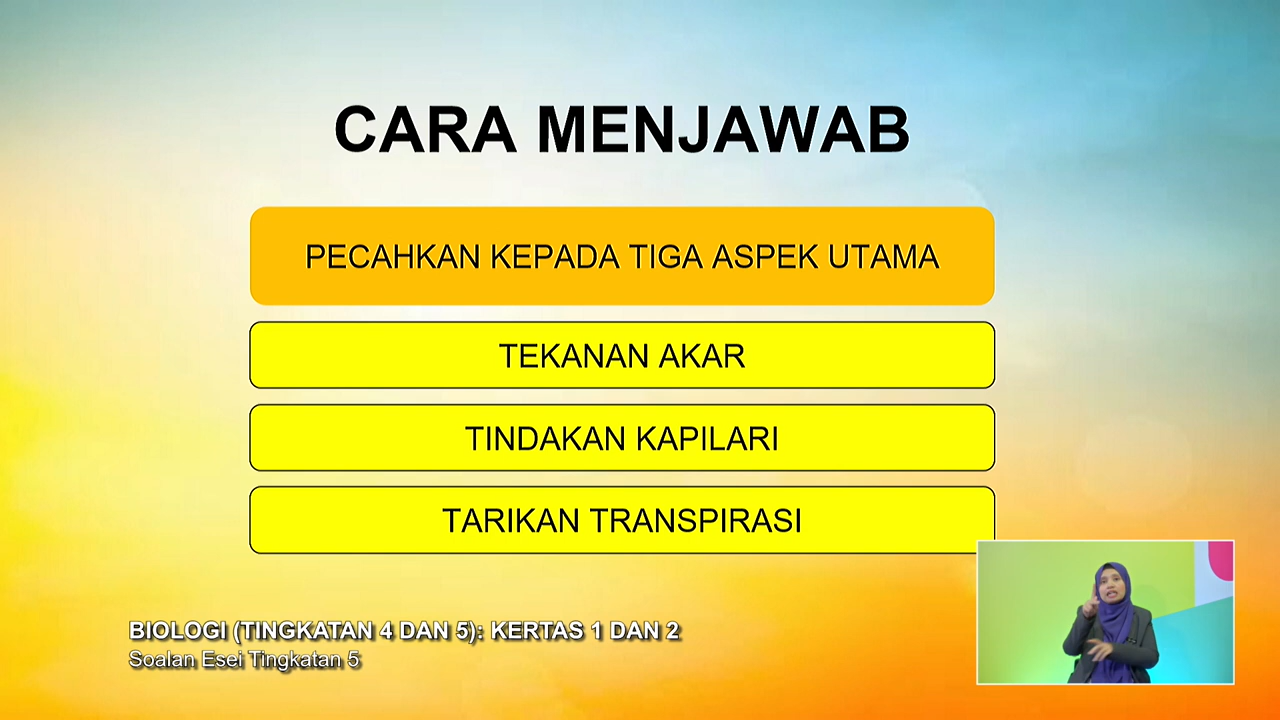 CARA MENJAWAB
PECAHKAN KEPADA TIGA ASPEK UTAMA
TEKANAN AKAR
TINDAKAN KAPILARI
TARIKAN TRANSPIRASI
BIOLOGI (TINGKATAN 4 DAN 5): KERTAS 1 DAN 2
Soalan Esei Tingkatan 5